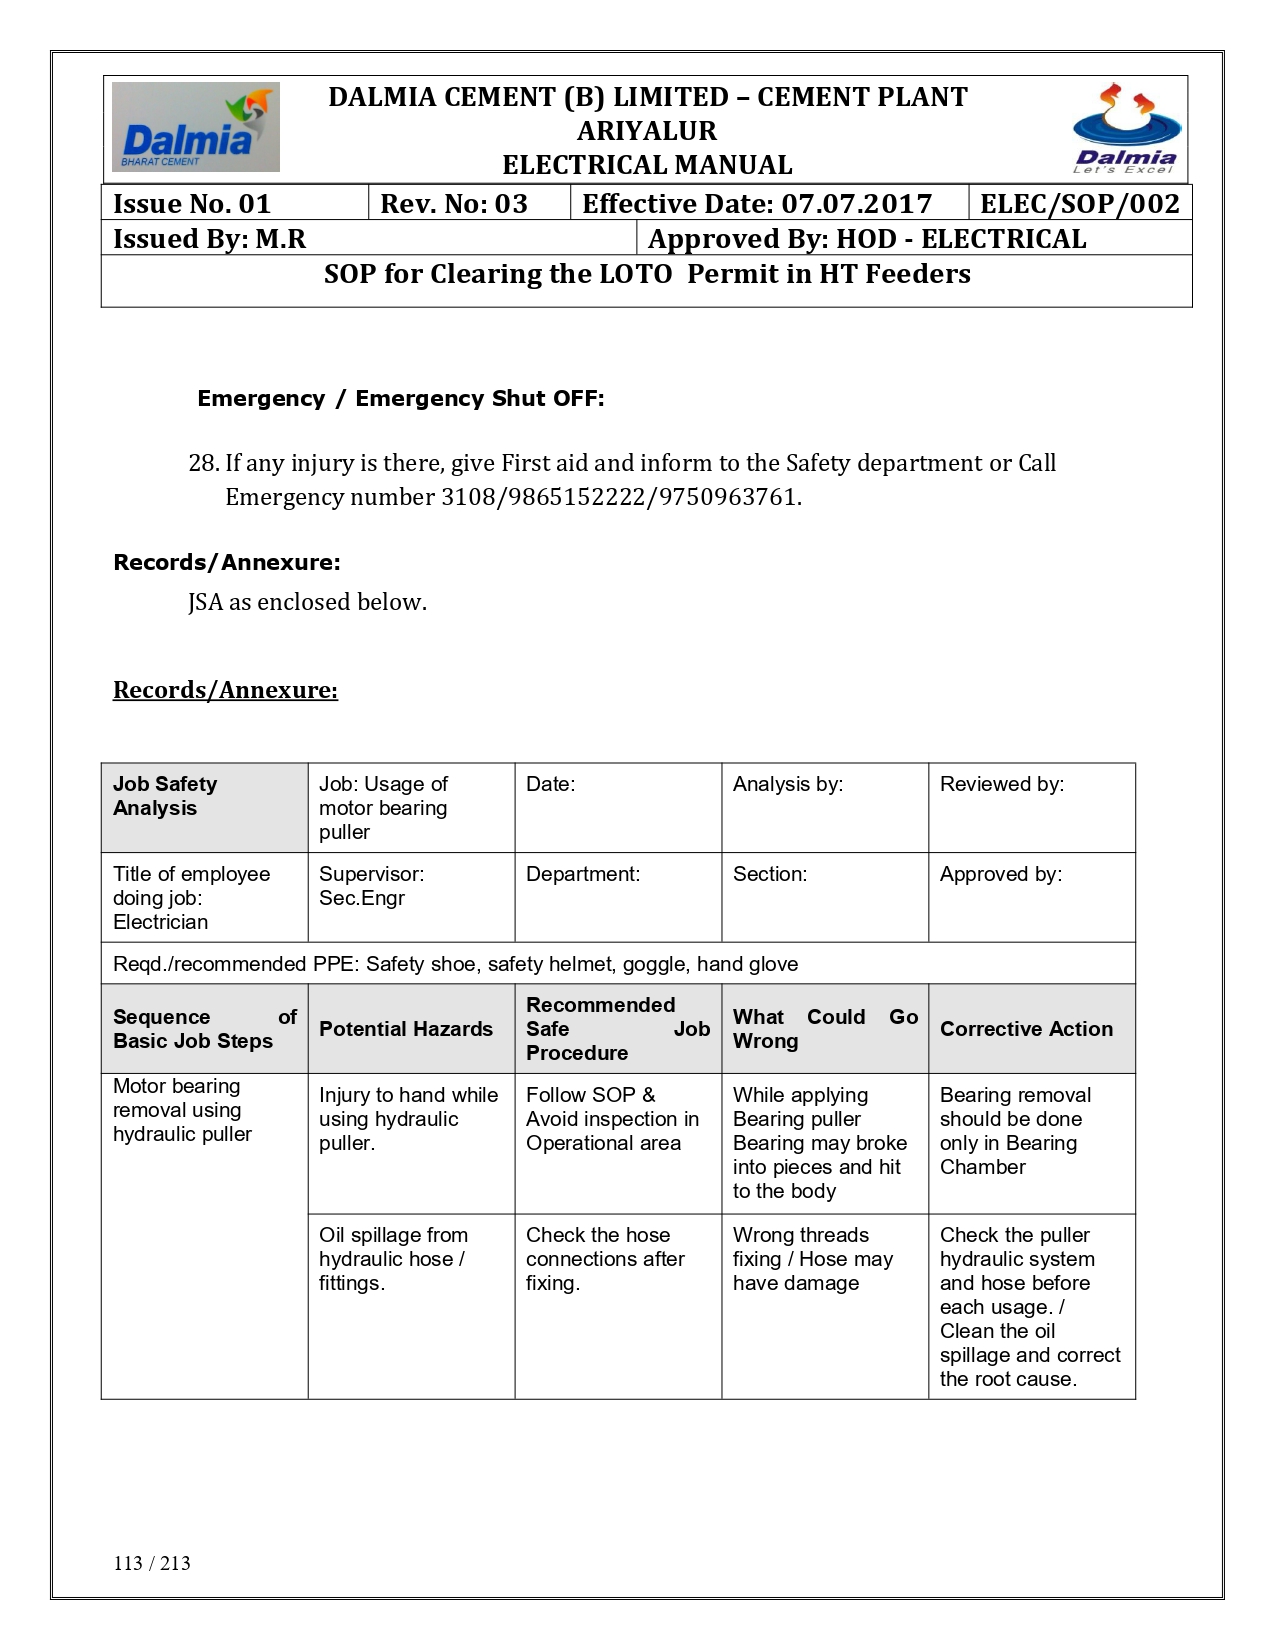 Dalmia
BHARAT CEMENT
DALMIA CEMENT (B) LIMITED – CEMENT PLANT
ARIYALUR
ELECTRICAL MANUAL
Dalmia
Let's Excel
Issue No. 01 Rev. No: 03 Effective Date: 07.07.2017 ELEC/SOP/002
Issued By: M.R Approved By: HOD - ELECTRICAL
SOP for Clearing the LOTO Permit in HT Feeders
Emergency / Emergency Shut OFF:
28. If any injury is there, give First aid and inform to the Safety department or Call
Emergency number 3108/9865152222/9750963761.
Records/Annexure:
JSA as enclosed below.
Records/Annexure:
Job Safety
Analysis
Job: Usage of
motor bearing
puller
Date:
Analysis by:
Reviewed by:
Title of employee
doing job:
Electrician
Supervisor:
Sec.Engr
Department:
Section:
Approved by:
Reqd./recommended PPE: Safety shoe, safety helmet, goggle, hand glove
Sequence of
Basic Job Steps
Potential Hazards
Recommended
Safe Job
Procedure
What Could Go
Wrong
Corrective Action
Motor bearing
removal using
hydraulic puller
Injury to hand while
using hydraulic
puller.
Follow SOP &
Avoid inspection in
Operational area
While applying
Bearing puller
Bearing may broke
into pieces and hit
to the body
Bearing removal
should be done
only in Bearing
Chamber
Oil spillage from
hydraulic hose /
fittings.
Check the hose
connections after
fixing.
Wrong threads
fixing / Hose may
have damage
Check the puller
hydraulic system
and hose before
each usage. /
Clean the oil
spillage and correct
the root cause.
113 / 213